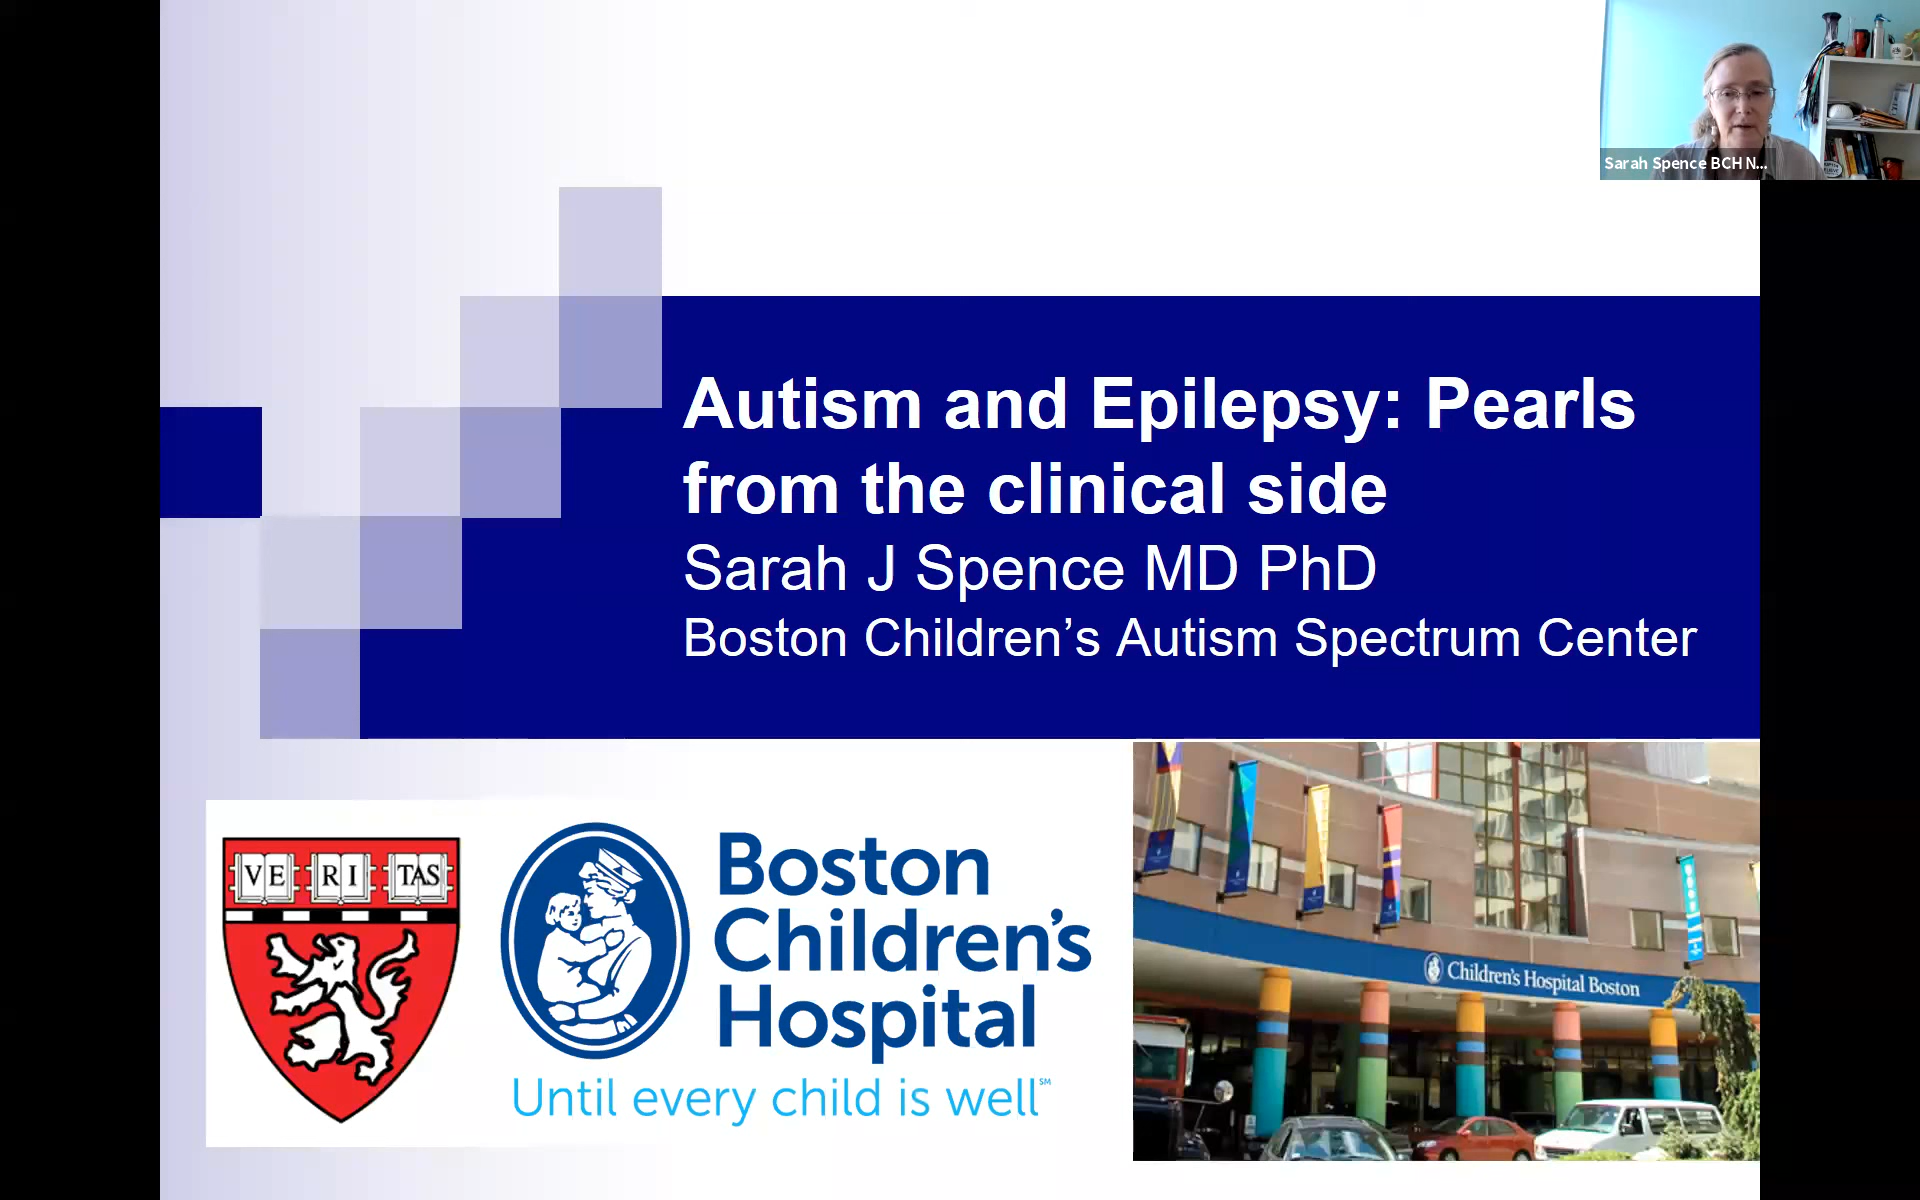 Sarah Spence BCH N...
Autism and Epilepsy: Pearls
from the clinical side
Sarah J Spence MD PhD
Boston Children’s Autism Spectrum Center
VE RI TAS
Boston
Children's
Hospital
Until every child is well℠
Children's Hospital Boston